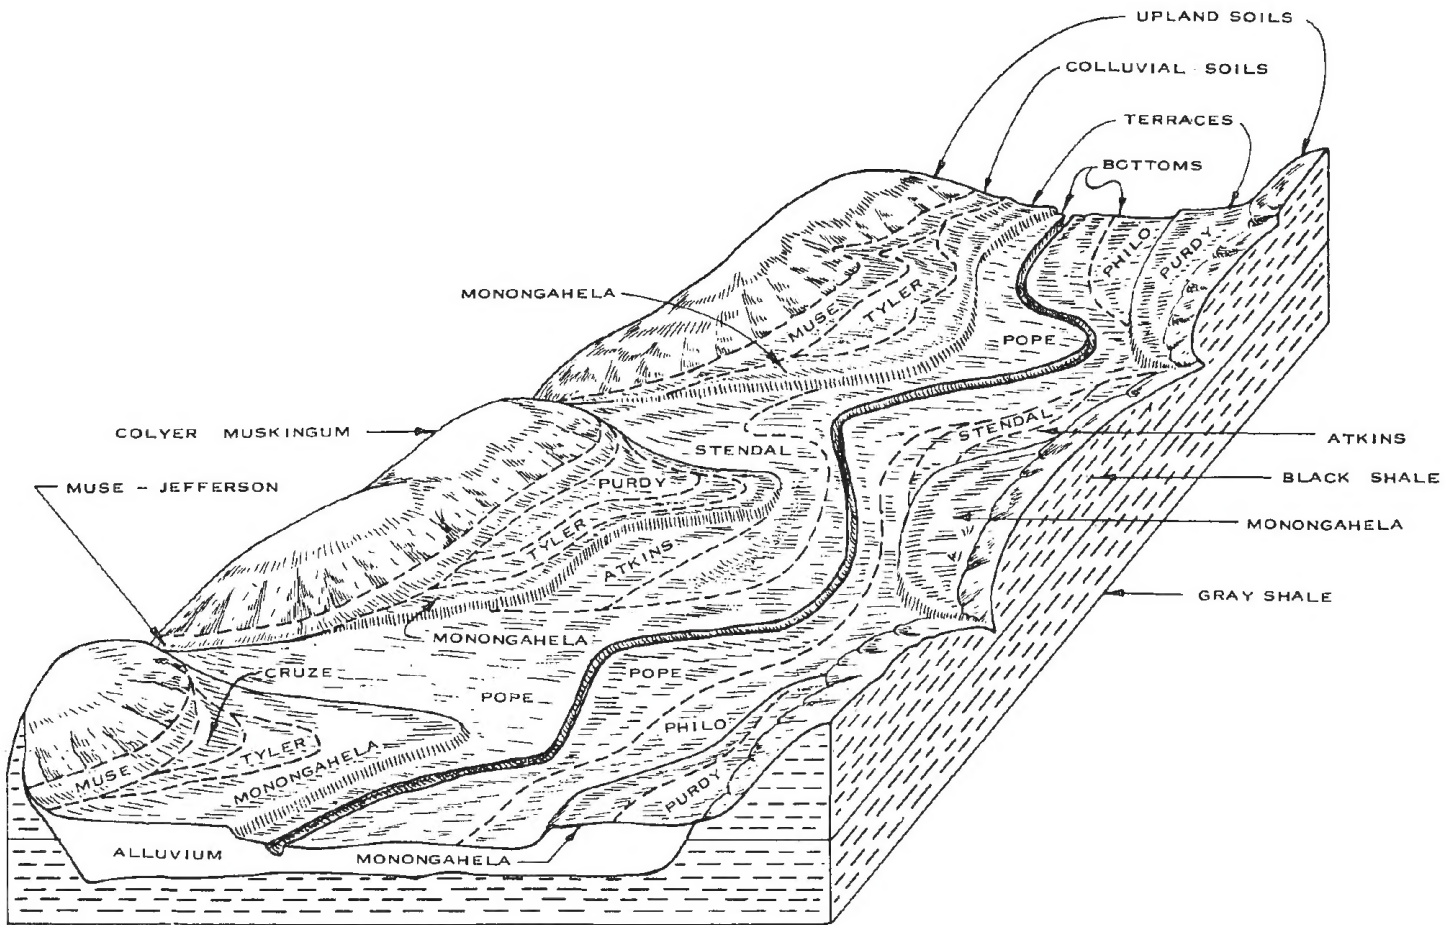 UPLAND SOILS
COLLUVIAL SOILS
TERRACES
BOTTOMS
PHILO
PURDY
MONONGAHELA
MUSE
TYLER
POPE
COLYER MUSKINGUM
STENDAL
STENDAL
ATKINS
MUSE - JEFFERSON
PURDY
BLACK SHALE
TYLER
MONONGAHELA
ATKINS
GRAY SHALE
MONONGAHELA
CRUZE
POPE
POPE
PHILO
MUSE
TYLER
MONONGAHELA
PURDY
ALLUVIUM
MONONGAHELA